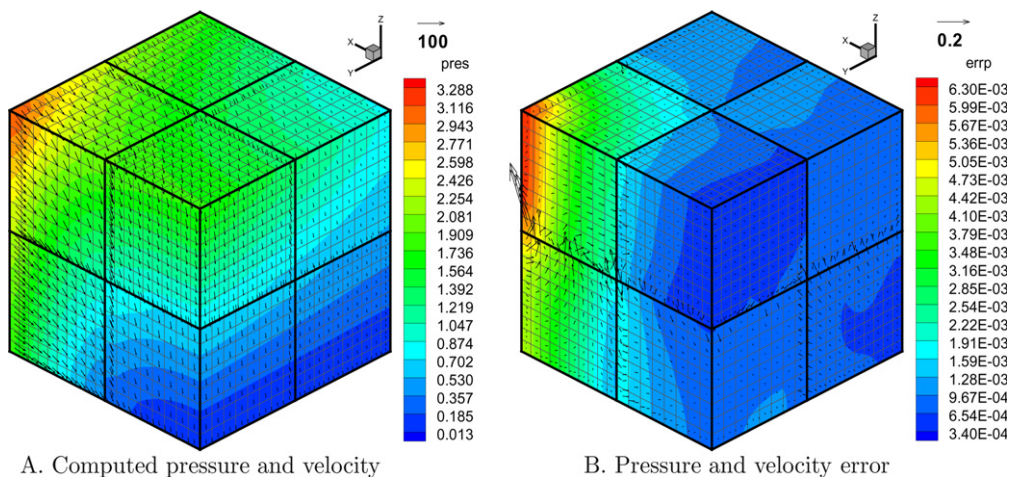 Z
X
Y
100
pres
3.288
3.116
2.943
2.771
2.598
2.426
2.254
2.081
1.909
1.736
1.564
1.392
1.219
1.047
0.874
0.702
0.530
0.357
0.185
0.013
A. Computed pressure and velocity
Z
X
Y
0.2
errp
6.30E-03
5.99E-03
5.67E-03
5.36E-03
5.05E-03
4.73E-03
4.42E-03
4.10E-03
3.79E-03
3.48E-03
3.16E-03
2.85E-03
2.54E-03
2.22E-03
1.91E-03
1.59E-03
1.28E-03
9.67E-04
6.54E-04
3.40E-04
B. Pressure and velocity error